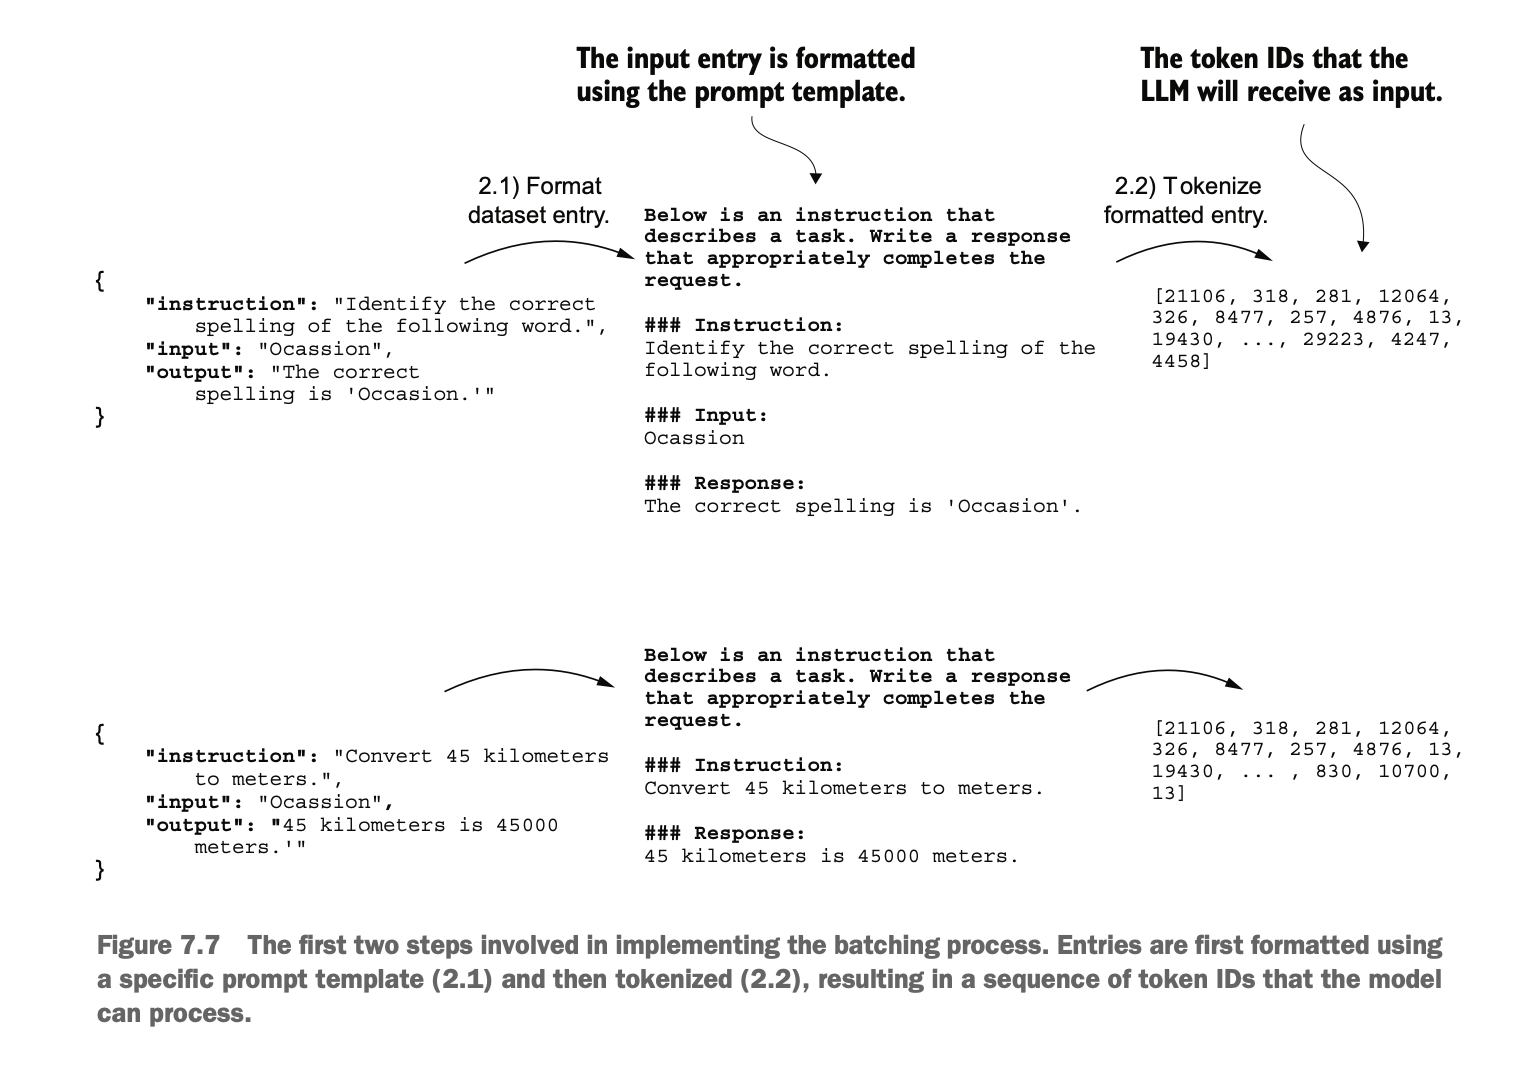 The input entry is formatted
using the prompt template.
The token IDs that the
LLM will receive as input.
2.1) Format
dataset entry.
2.2) Tokenize
formatted entry.
{
"instruction": "Identify the correct
spelling of the following word.",
"input": "Ocassion",
"output": "The correct
spelling is 'Occasion.'"
}
Below is an instruction that
describes a task. Write a response
that appropriately completes the
request.
### Instruction:
Identify the correct spelling of the
following word.
### Input:
Ocassion
### Response:
The correct spelling is 'Occasion'.
[21106, 318, 281, 12064,
326, 8477, 257, 4876, 13,
19430, ..., 29223, 4247,
4458]
{
"instruction": "Convert 45 kilometers
to meters.",
"input": "Ocassion",
"output": "45 kilometers is 45000
meters.'"
}
Below is an instruction that
describes a task. Write a response
that appropriately completes the
request.
### Instruction:
Convert 45 kilometers to meters.
### Response:
45 kilometers is 45000 meters.
[21106, 318, 281, 12064,
326, 8477, 257, 4876, 13,
19430, ... , 830, 10700,
13]
Figure 7.7 The first two steps involved in implementing the batching process. Entries are first formatted using
a specific prompt template (2.1) and then tokenized (2.2), resulting in a sequence of token IDs that the model
can process.